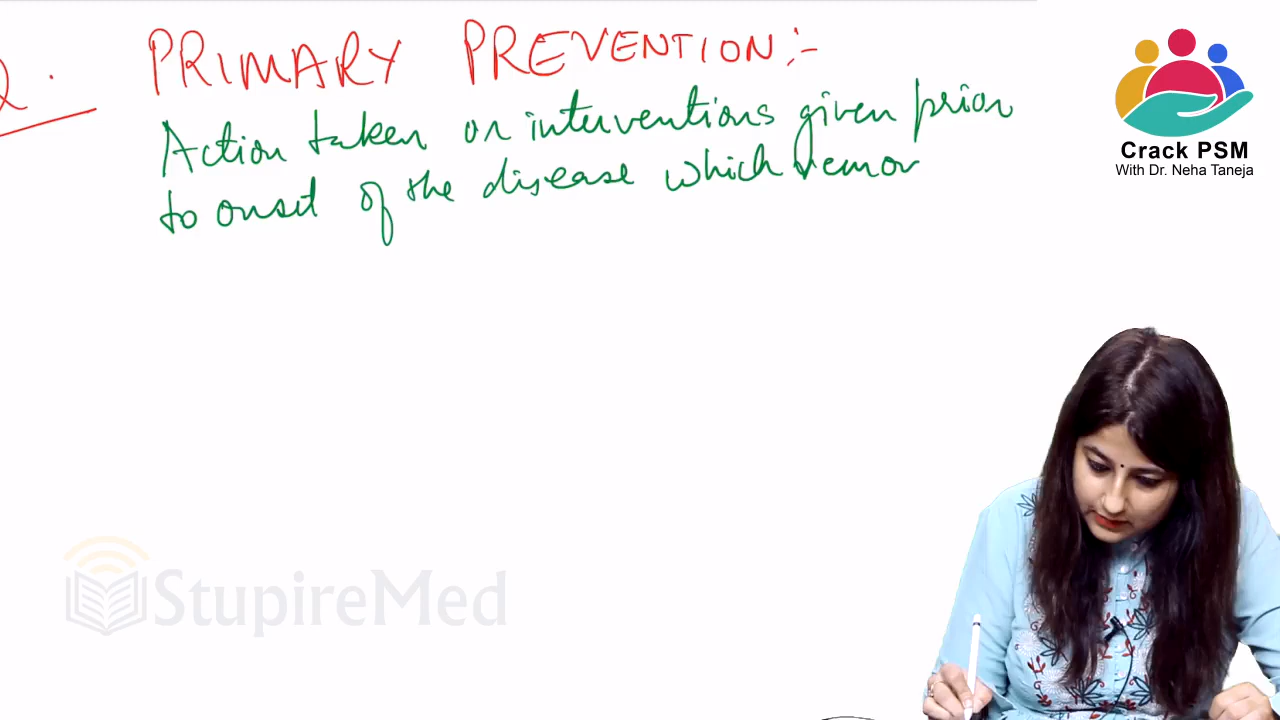 2. PRIMARY PREVENTION:-
Action taken or interventions given prior
to onset of the disease which remov
Crack PSM
With Dr. Neha Taneja
StupireMed